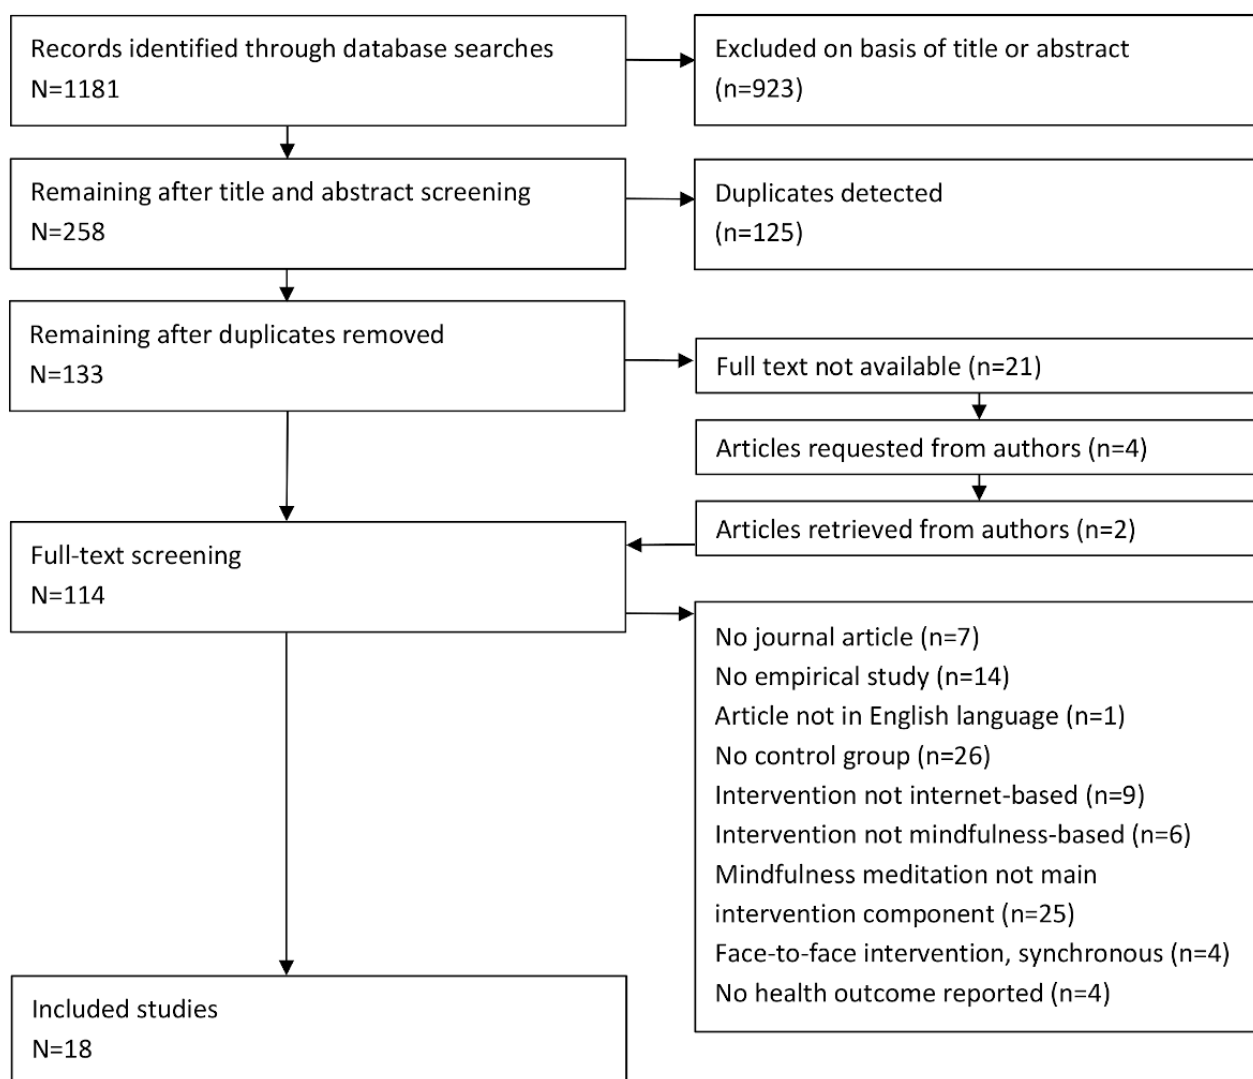 Records identified through database searches
N=1181
Excluded on basis of title or abstract
(n=923)
Remaining after title and abstract screening
N=258
Duplicates detected
(n=125)
Remaining after duplicates removed
N=133
Full text not available (n=21)
Articles requested from authors (n=4)
Articles retrieved from authors (n=2)
Full-text screening
N=114
No journal article (n=7)
No empirical study (n=14)
Article not in English language (n=1)
No control group (n=26)
Intervention not internet-based (n=9)
Intervention not mindfulness-based (n=6)
Mindfulness meditation not main
intervention component (n=25)
Face-to-face intervention, synchronous (n=4)
No health outcome reported (n=4)
Included studies
N=18